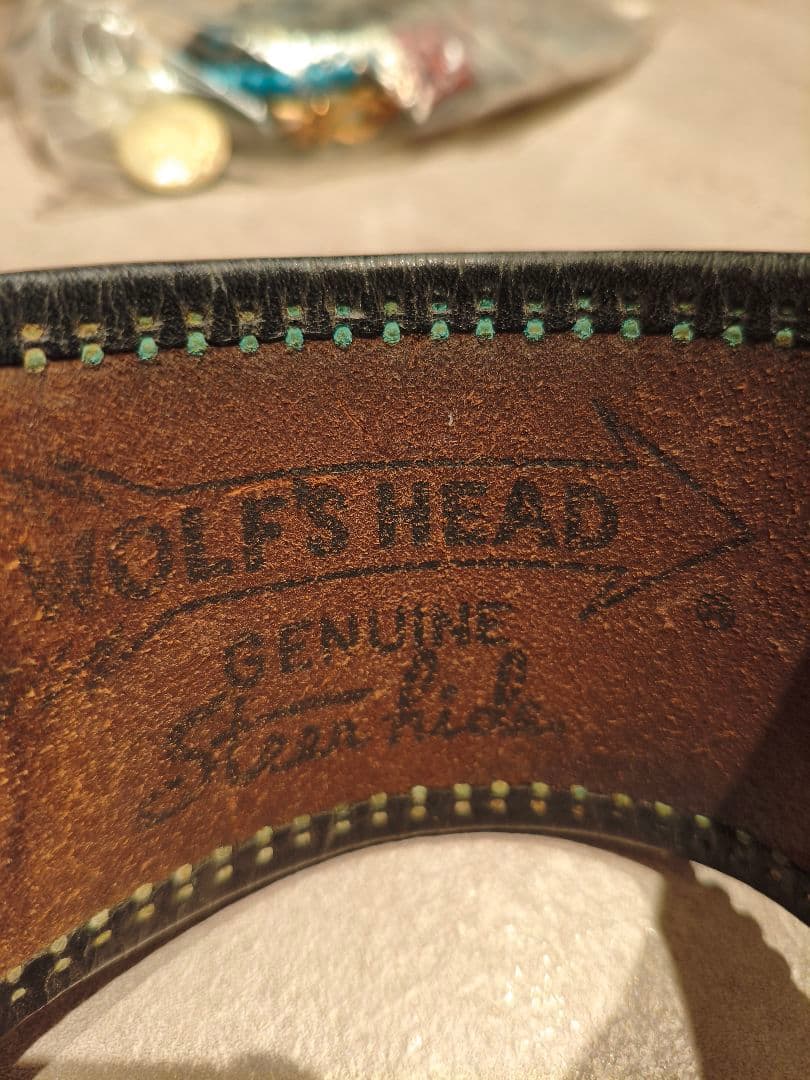 WOLF'S HEAD
®
GENUINE
Steer hide